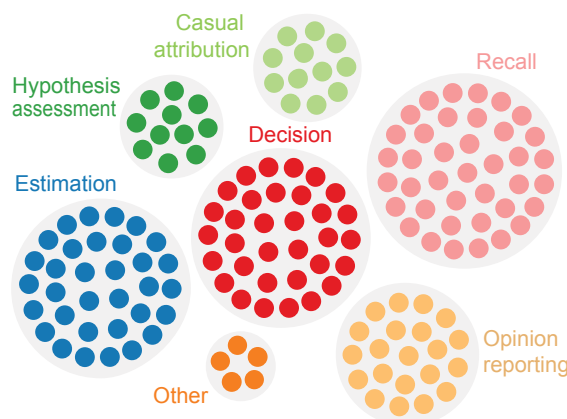 Casual
attribution
Recall
Hypothesis
assessment
Decision
Estimation
Opinion
reporting
Other